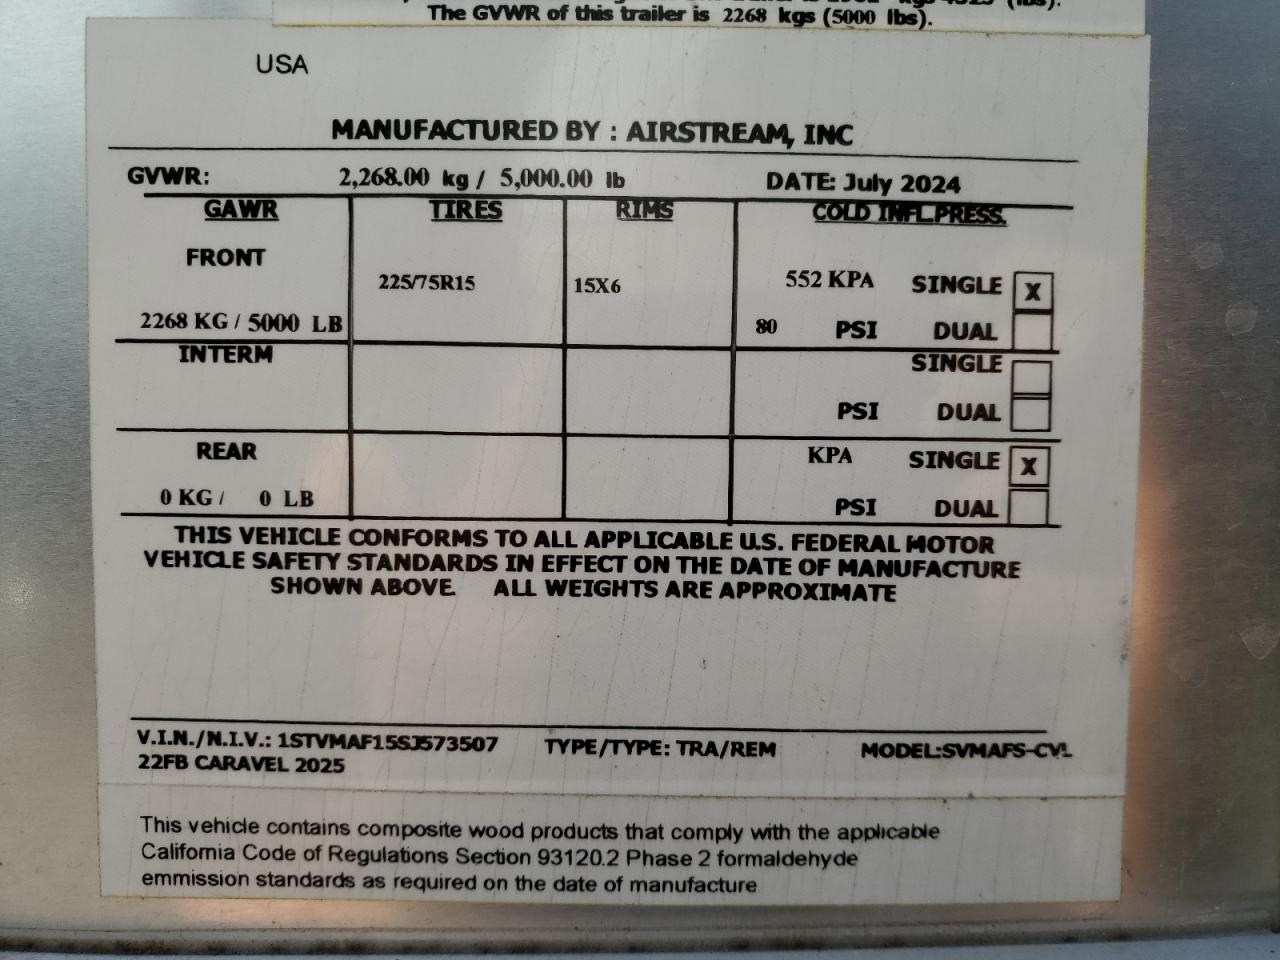 The GVWR of this trailer is 2268 kgs (5000 lbs).
USA
MANUFACTURED BY : AIRSTREAM, INC
GVWR: 2,268.00 kg / 5,000.00 lb DATE: July 2024
GAWR TIRES RIMS COLD INFL.PRESS.
FRONT
225/75R15 15X6 552 KPA SINGLE X
2268 KG / 5000 LB 80 PSI DUAL
INTERM SINGLE
PSI DUAL
REAR KPA SINGLE X
0 KG / 0 LB PSI DUAL
THIS VEHICLE CONFORMS TO ALL APPLICABLE U.S. FEDERAL MOTOR
VEHICLE SAFETY STANDARDS IN EFFECT ON THE DATE OF MANUFACTURE
SHOWN ABOVE. ALL WEIGHTS ARE APPROXIMATE
V.I.N./N.I.V.: 1STVMAF15SJ573507 TYPE/TYPE: TRA/REM MODEL:SVMAFS-CVL
22FB CARAVEL 2025
This vehicle contains composite wood products that comply with the applicable
California Code of Regulations Section 93120.2 Phase 2 formaldehyde
emmission standards as required on the date of manufacture